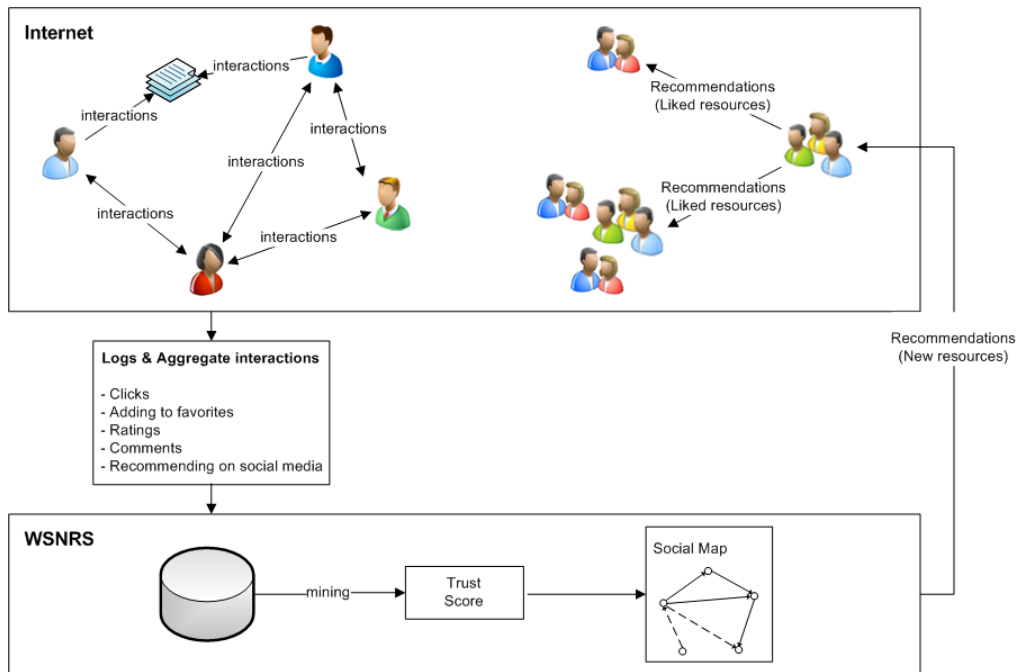 Internet
interactions
interactions
interactions
interactions
interactions
interactions
Recommendations
(Liked resources)
Recommendations
(Liked resources)
Recommendations
(New resources)
Logs & Aggregate interactions
- Clicks
- Adding to favorites
- Ratings
- Comments
- Recommending on social media
WSNRS
mining
Trust
Score
Social Map